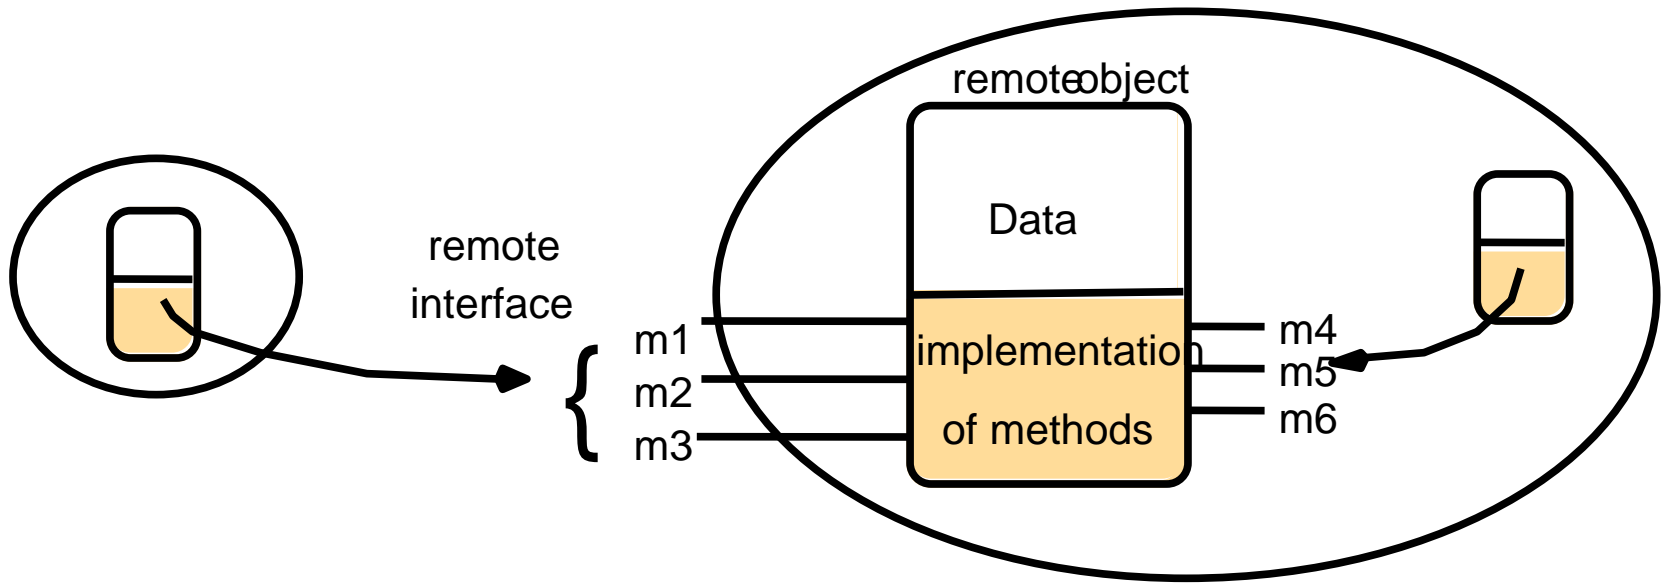 remoteobject
Data
remote
interface
{
m1
m2
m3
implementation
of methods
m4
m5
m6